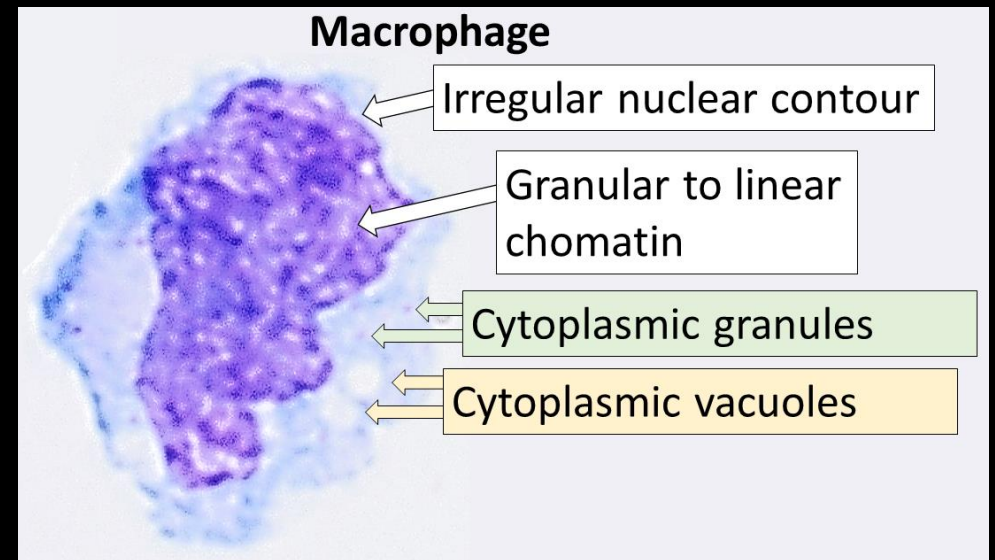 Macrophage
Irregular nuclear contour
Granular to linear
chomatin
Cytoplasmic granules
Cytoplasmic vacuoles